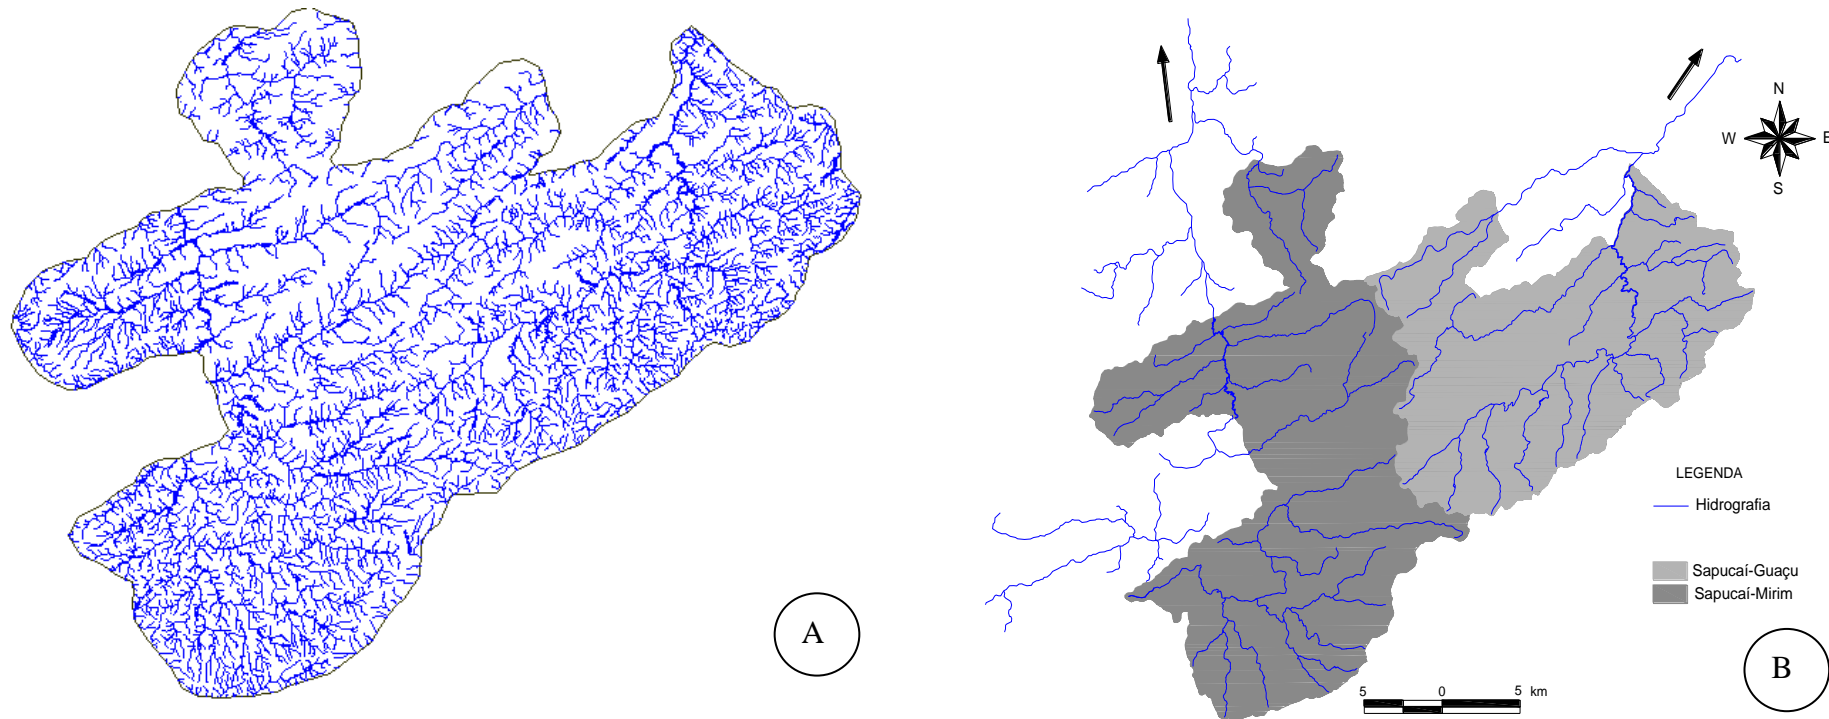 A
N
W
E
S
LEGENDA
Hidrografia
Sapucaí-Guaçu
Sapucaí-Mirim
5 0 5 km
B